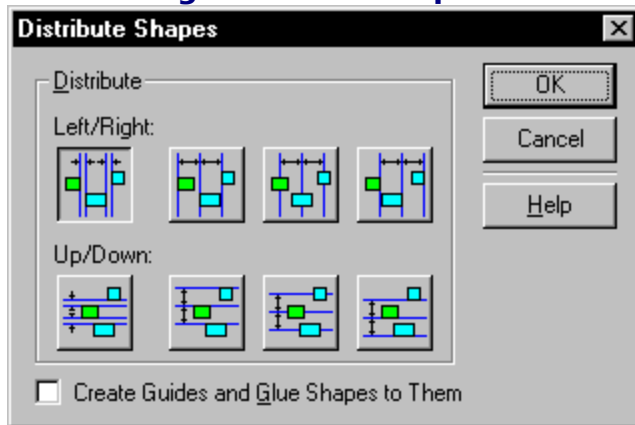 Distribute Shapes
Distribute
OK
Left/Right:
Cancel
Help
Up/Down:
Create Guides and Glue Shapes to Them